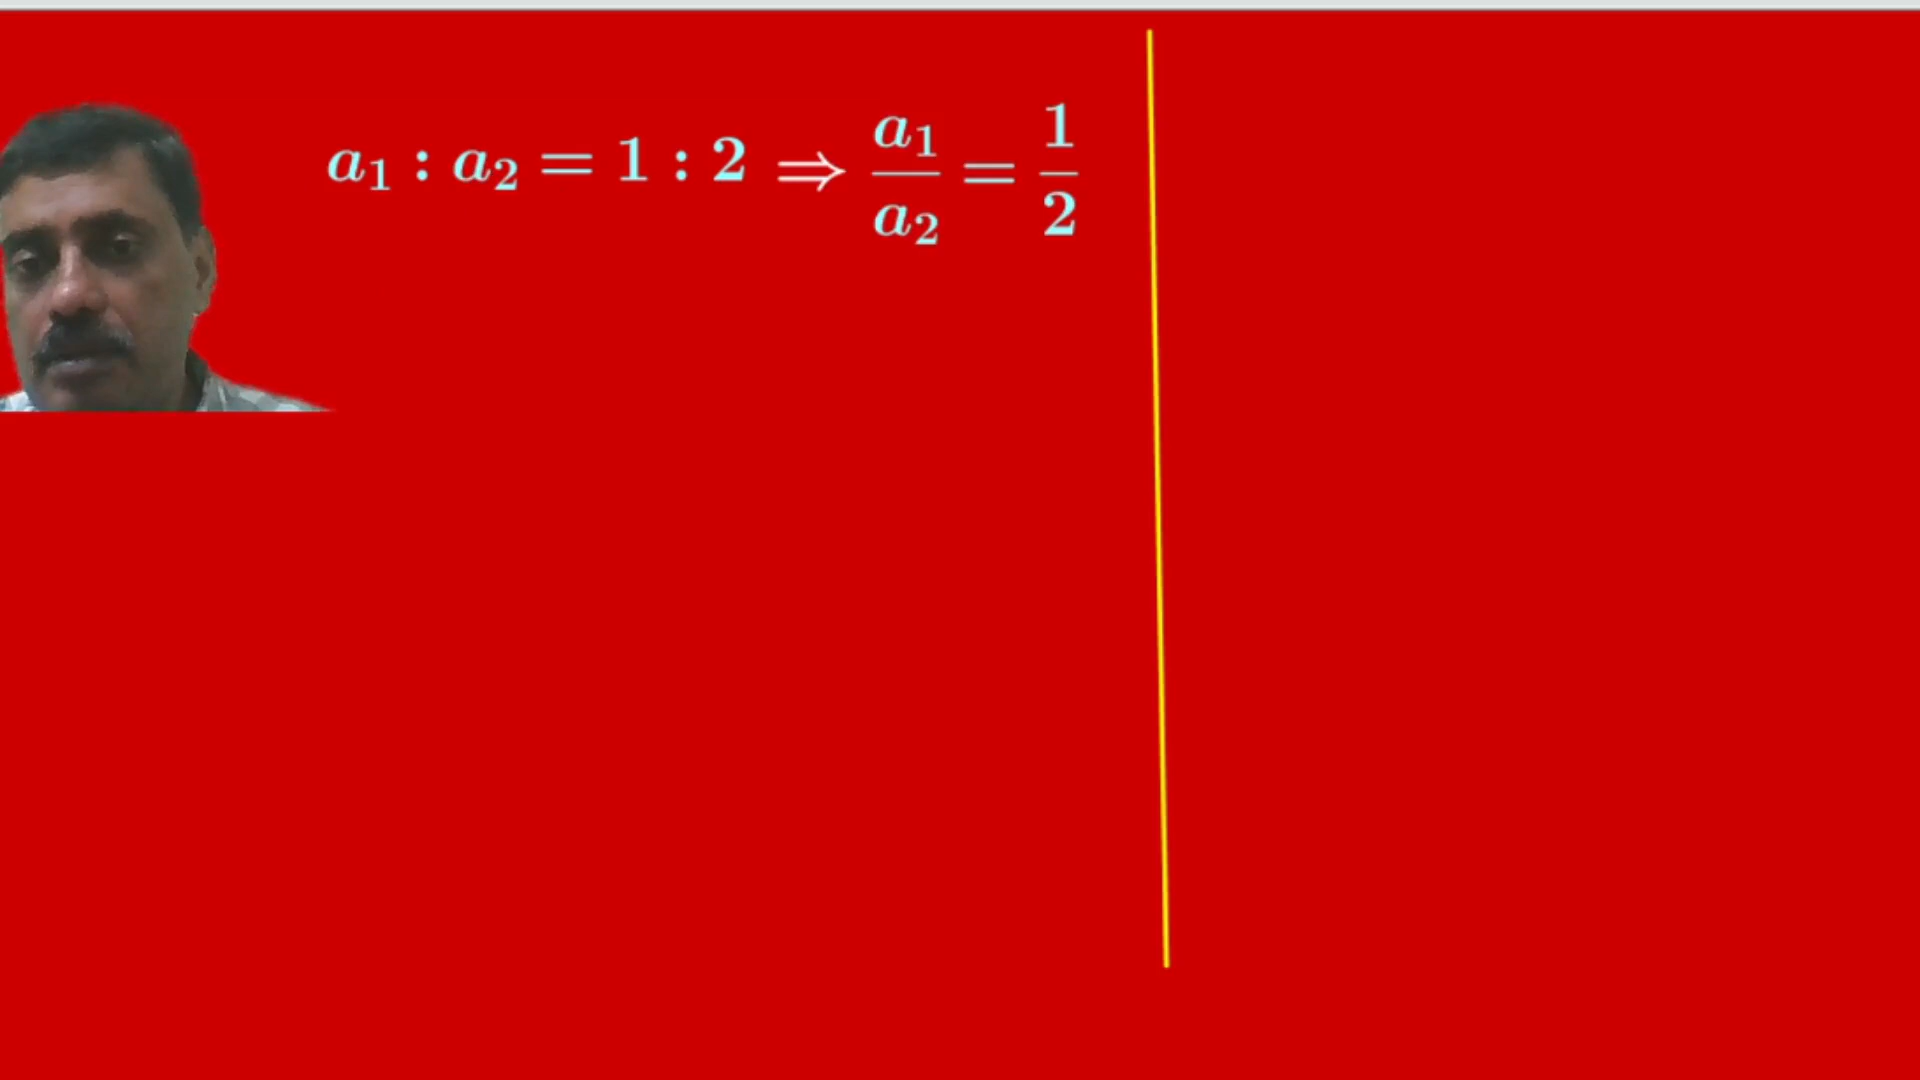 a₁ : a₂ = 1 : 2 ⇒ a₁/a₂ = 1/2